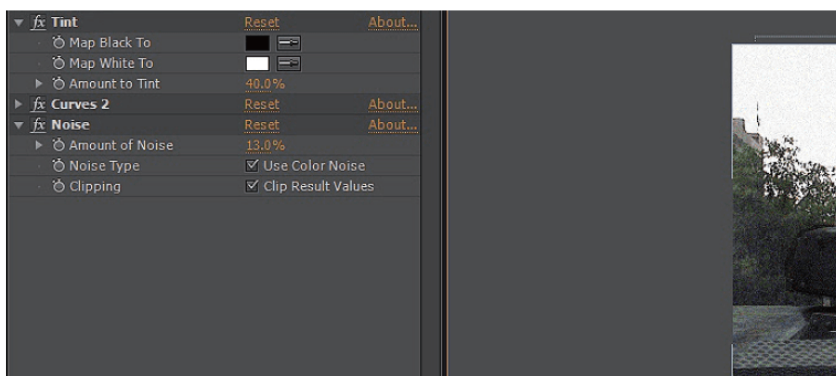 fx Tint Reset About...
Map Black To
Map White To
Amount to Tint 40.0%
fx Curves 2 Reset About...
fx Noise Reset About...
Amount of Noise 13.0%
Noise Type Use Color Noise
Clipping Clip Result Values